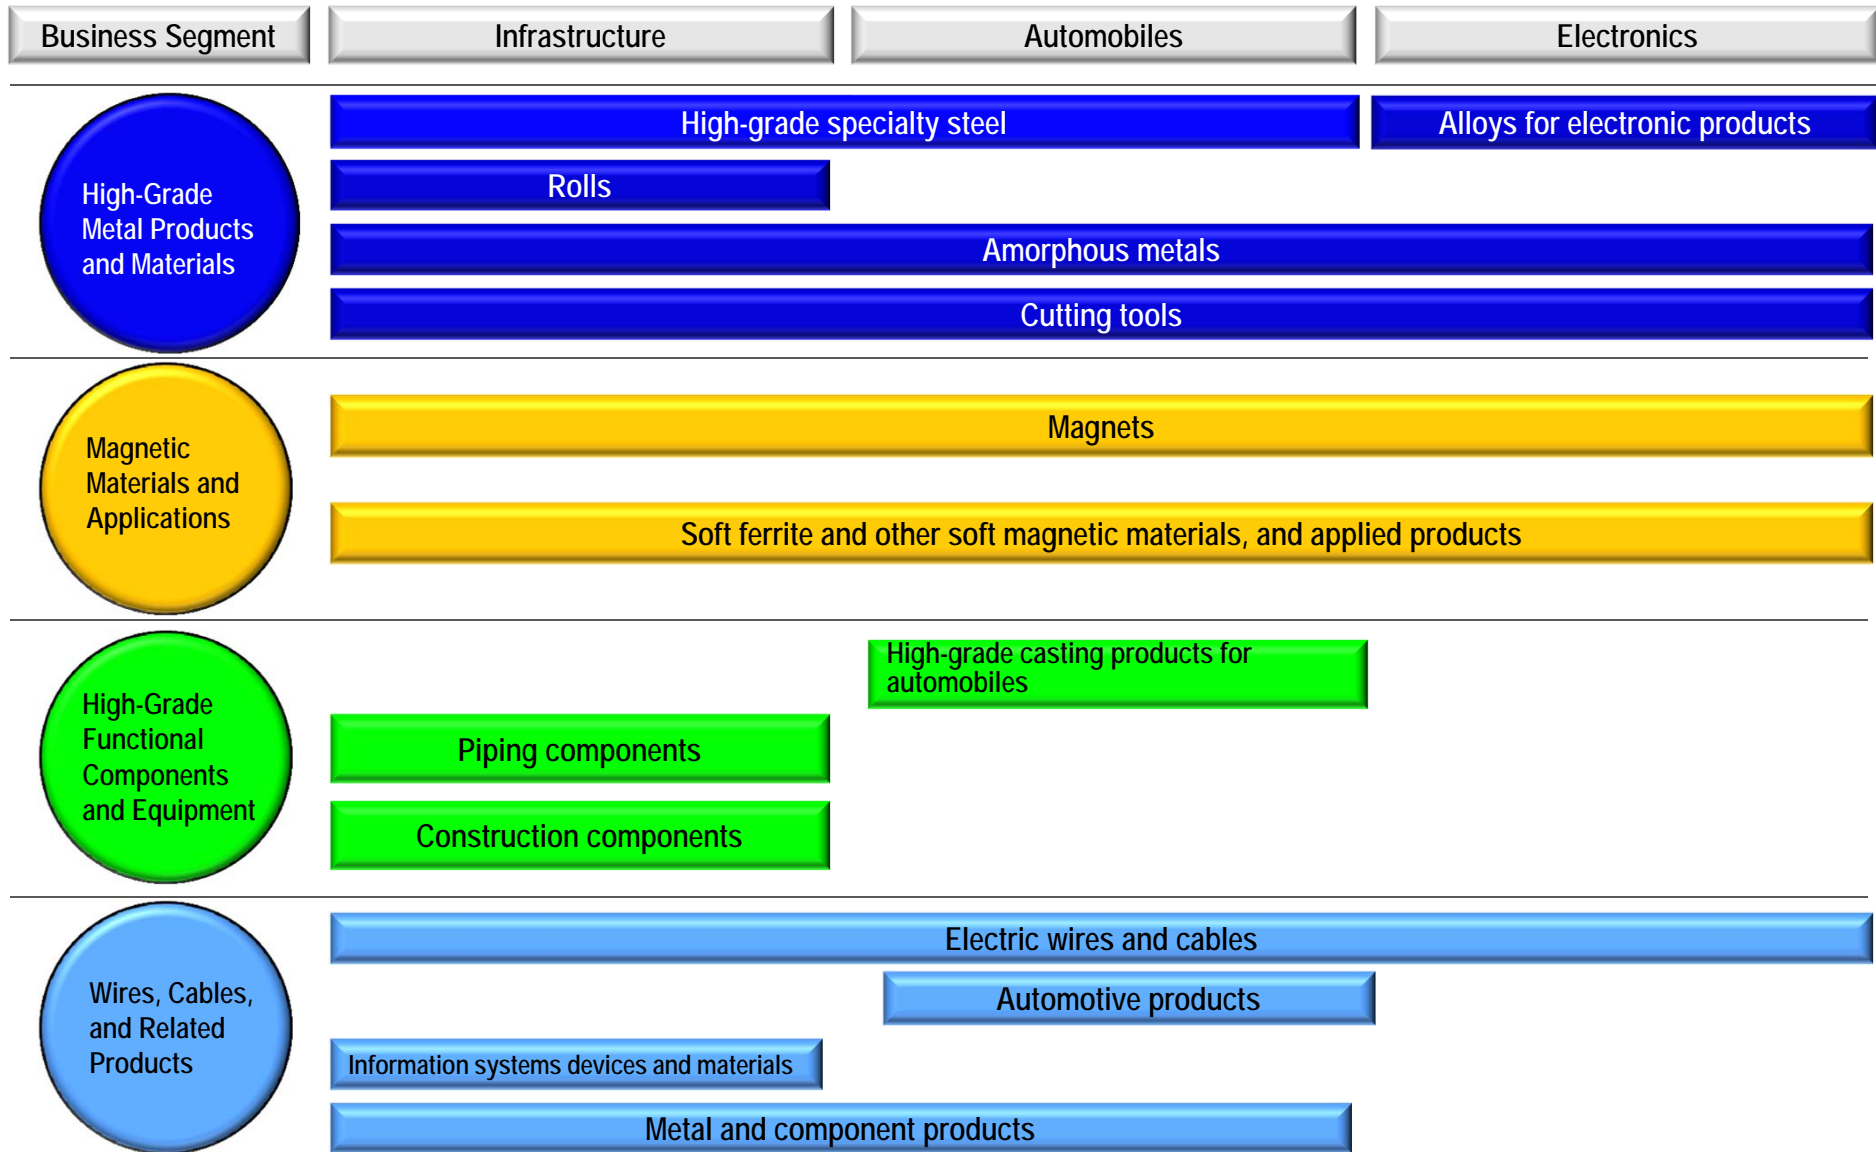 Business Segment
Infrastructure
Automobiles
Electronics
High-Grade
Metal Products
and Materials
High-grade specialty steel
Alloys for electronic products
Rolls
Amorphous metals
Cutting tools
Magnetic
Materials and
Applications
Magnets
Soft ferrite and other soft magnetic materials, and applied products
High-Grade
Functional
Components
and Equipment
High-grade casting products for
automobiles
Piping components
Construction components
Wires, Cables,
and Related
Products
Electric wires and cables
Automotive products
Information systems devices and materials
Metal and component products